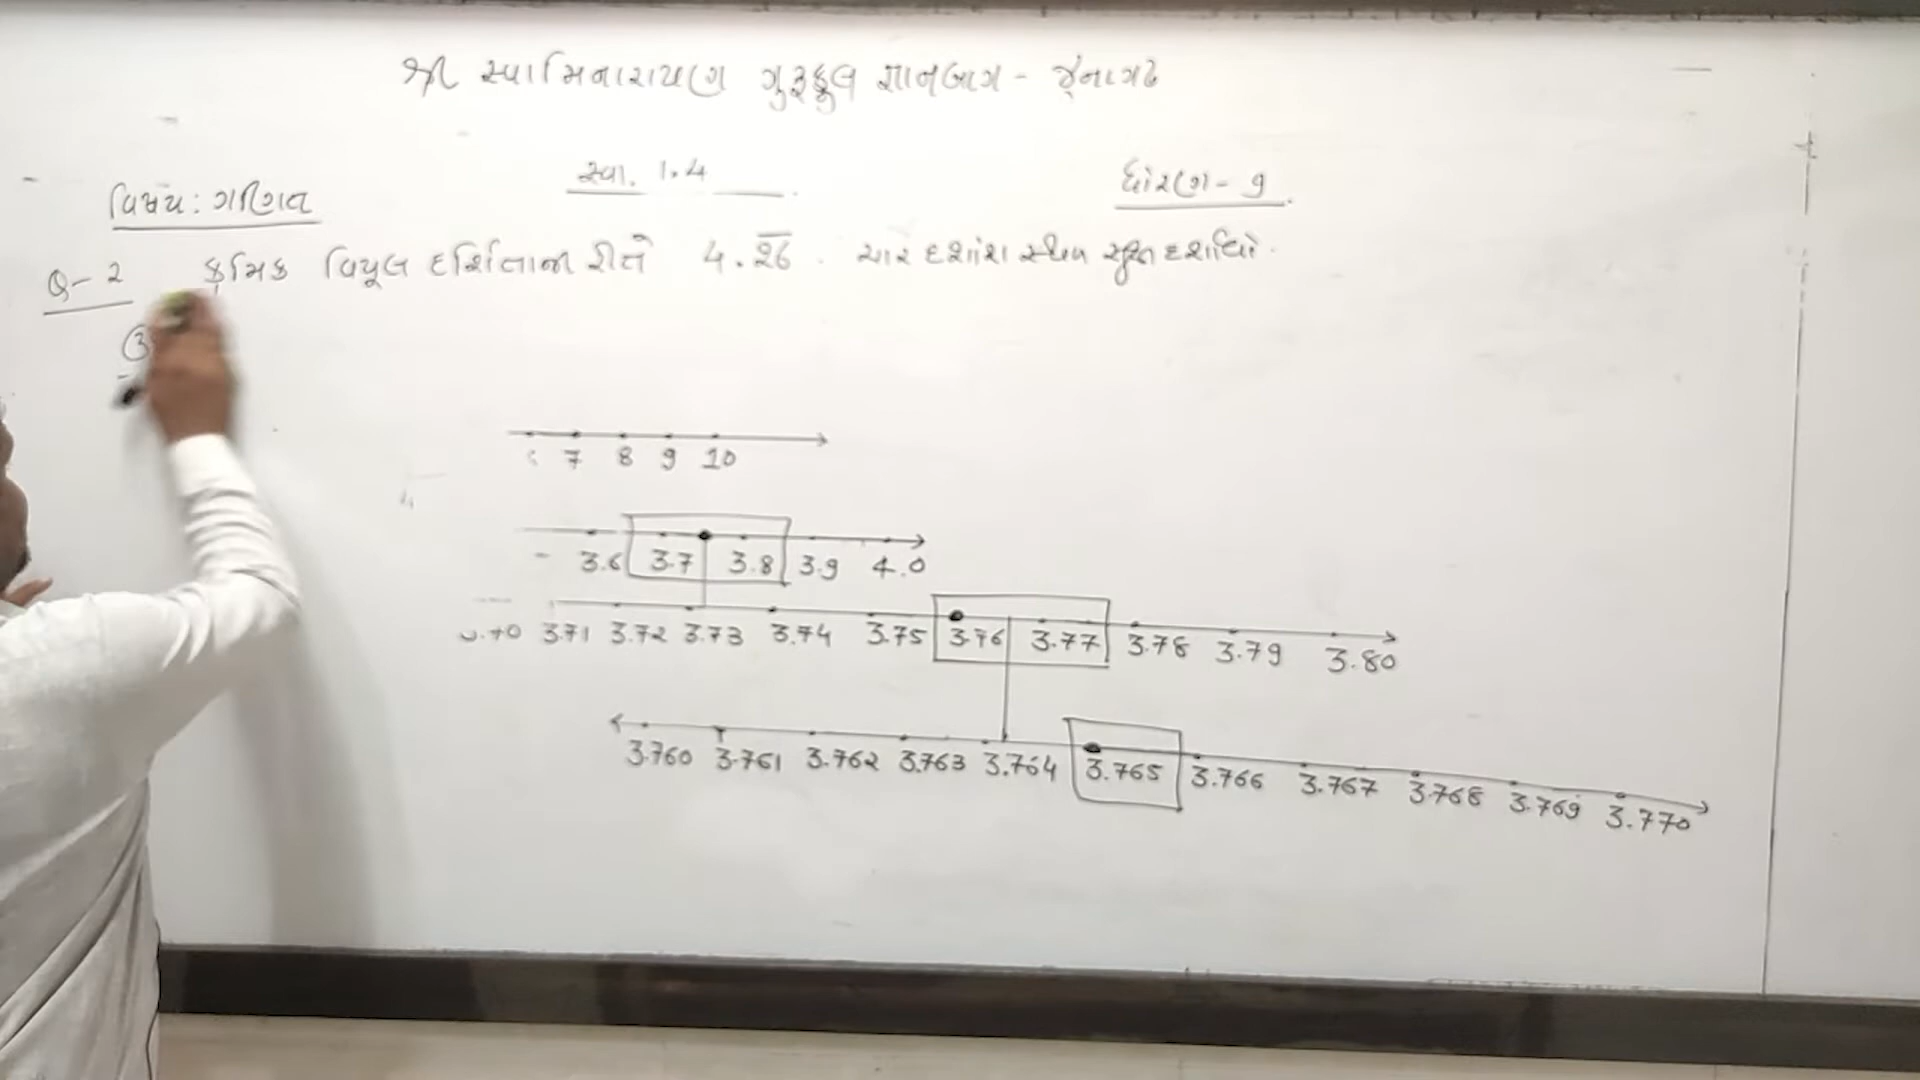 શ્રી સ્વામિનારાયણ ગુરૂકુલ જ્ઞાનબાગ - જૂનાગઢ
સ્વા. 1.4
ધોરણ - 9
વિષય : ગણિત
Q-2 ક્રમિક વિપૂલ દર્શિતાની રીતે 4.26 ચાર દશાંશ સ્થળ સુધી દર્શાવો.
7 8 9 10
3.6 3.7 3.8 3.9 4.0
3.71 3.72 3.73 3.74 3.75 3.76 3.77 3.78 3.79 3.80
3.760 3.761 3.762 3.763 3.764 3.765 3.766 3.767 3.768 3.769 3.770